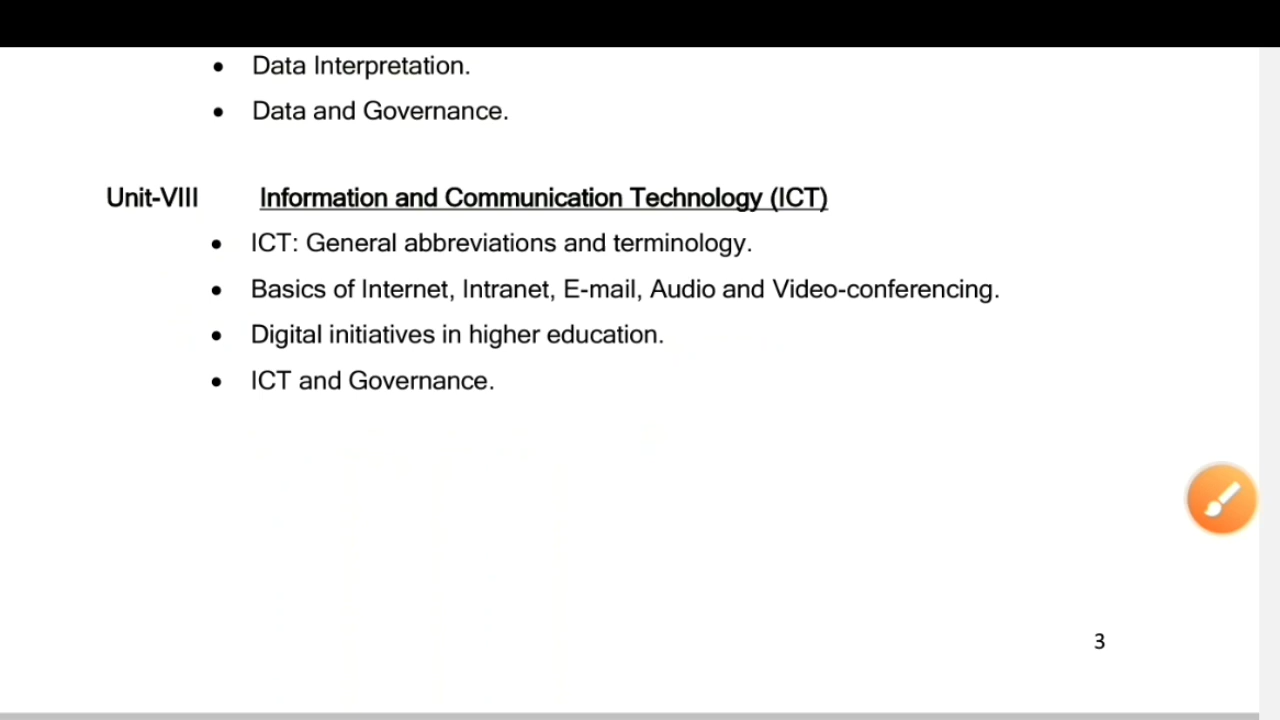 • Data Interpretation.
• Data and Governance.
Unit-VIII Information and Communication Technology (ICT)
• ICT: General abbreviations and terminology.
• Basics of Internet, Intranet, E-mail, Audio and Video-conferencing.
• Digital initiatives in higher education.
• ICT and Governance.
3